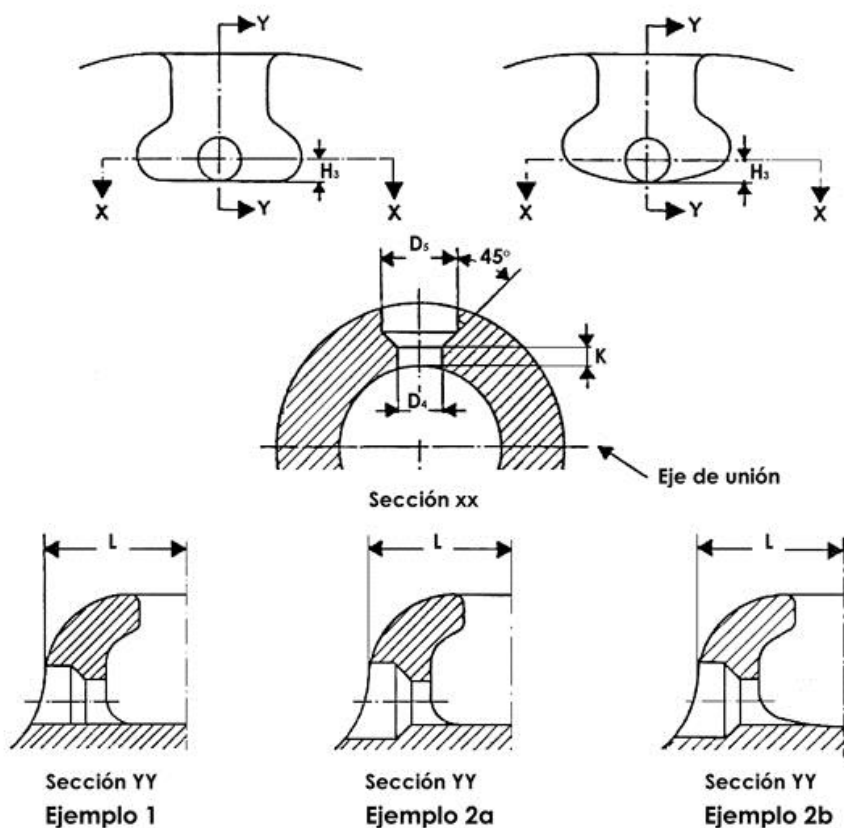 Y Y
H₃ H₃
X X X X
Y Y
D₅ 45°
K
D₄
Eje de unión
Sección xx
L L L
Sección YY Sección YY Sección YY
Ejemplo 1 Ejemplo 2a Ejemplo 2b